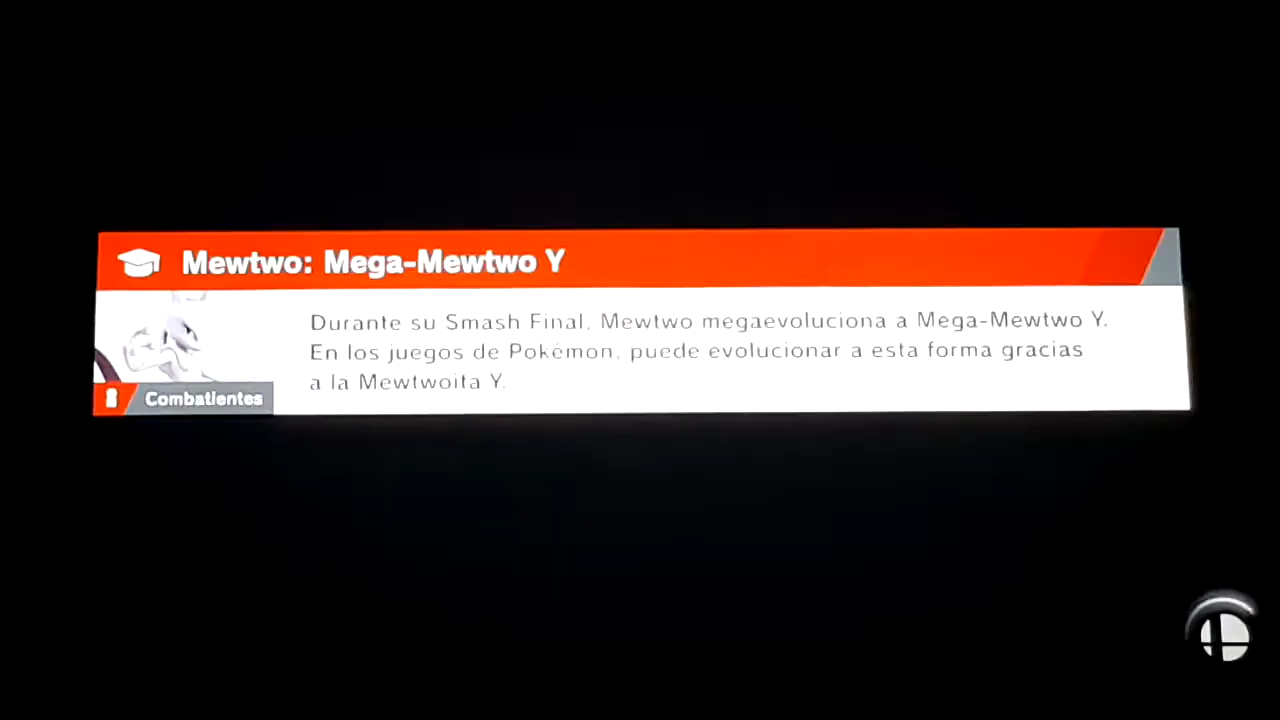 Mewtwo: Mega-Mewtwo Y
Durante su Smash Final, Mewtwo megaevoluciona a Mega-Mewtwo Y.
En los juegos de Pokémon, puede evolucionar a esta forma gracias
a la Mewtwoita Y.
Combatientes